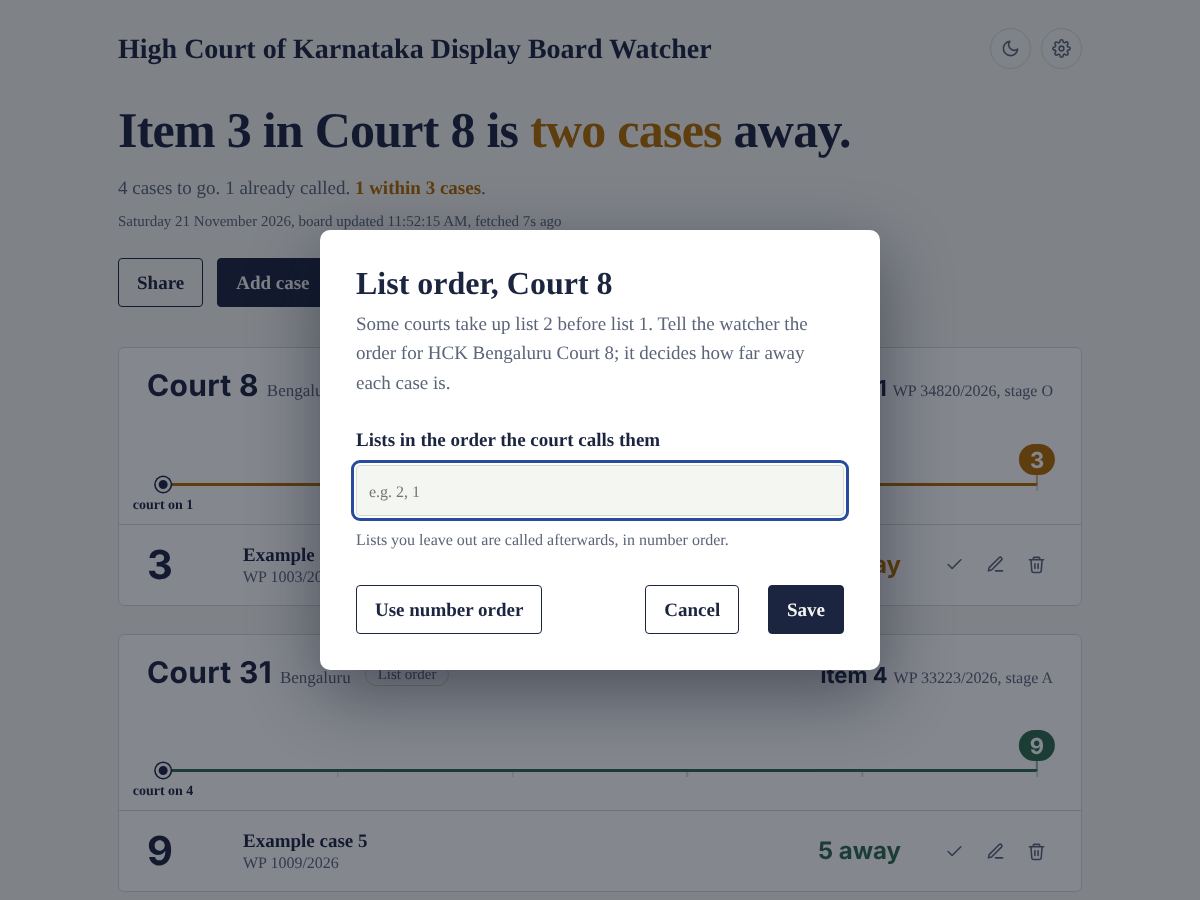 High Court of Karnataka Display Board Watcher
Item 3 in Court 8 is two cases away.
4 cases to go. 1 already called. 1 within 3 cases.
Saturday 21 November 2026, board updated 11:52:15 AM, fetched 7s ago
Share
Add case
List order, Court 8
Some courts take up list 2 before list 1. Tell the watcher the
order for HCK Bengaluru Court 8; it decides how far away
each case is.
Lists in the order the court calls them
e.g. 2, 1
Lists you leave out are called afterwards, in number order.
Use number order
Cancel
Save
Court 8
1 WP 34820/2026, stage O
3
court on 1
3
Example
Court 31 Bengaluru List order
Item 4 WP 33223/2026, stage A
9
court on 4
9
Example case 5
WP 1009/2026
5 away